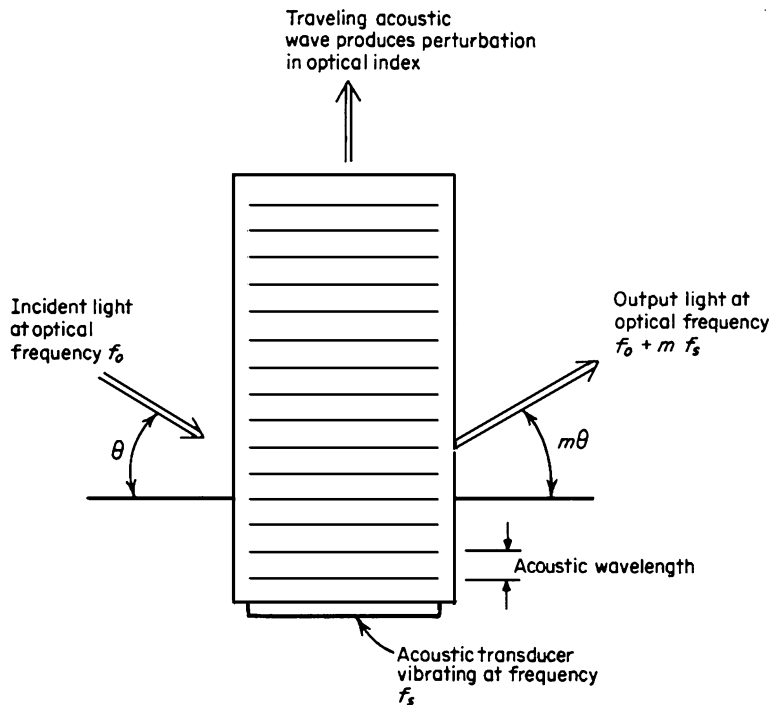 Traveling acoustic
wave produces perturbation
in optical index
Incident light
at optical
frequency f₀
θ
Output light at
optical frequency
f₀ + m fₛ
mθ
Acoustic wavelength
Acoustic transducer
vibrating at frequency
fₛ